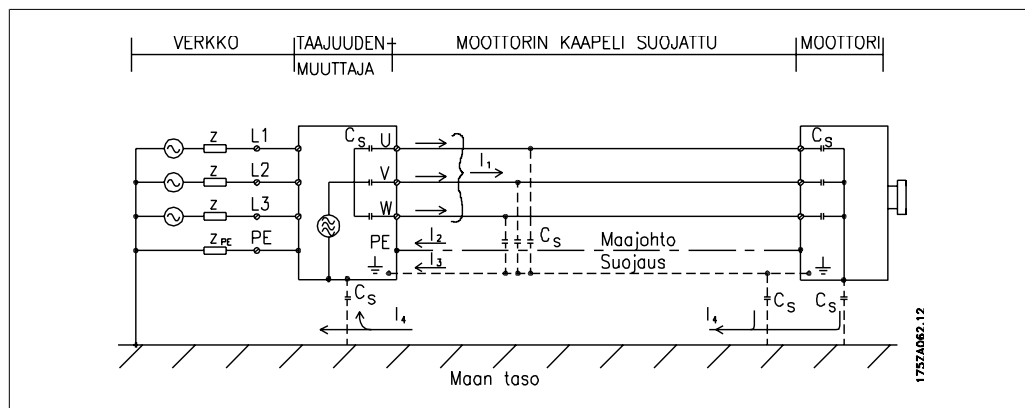 VERKKO
TAAJUUDEN-
MUUTTAJA
MOOTTORIN KAAPELI SUOJATTU
MOOTTORI
Z L1
Cs U
I₁
Cs
Z L2
V
Z L3
W
Z PE PE
PE
I₂
Cs
Maajohto
I₃
Suojaus
Cs
I₄
I₄
Cs
Cs
Maan taso
175ZA062.12